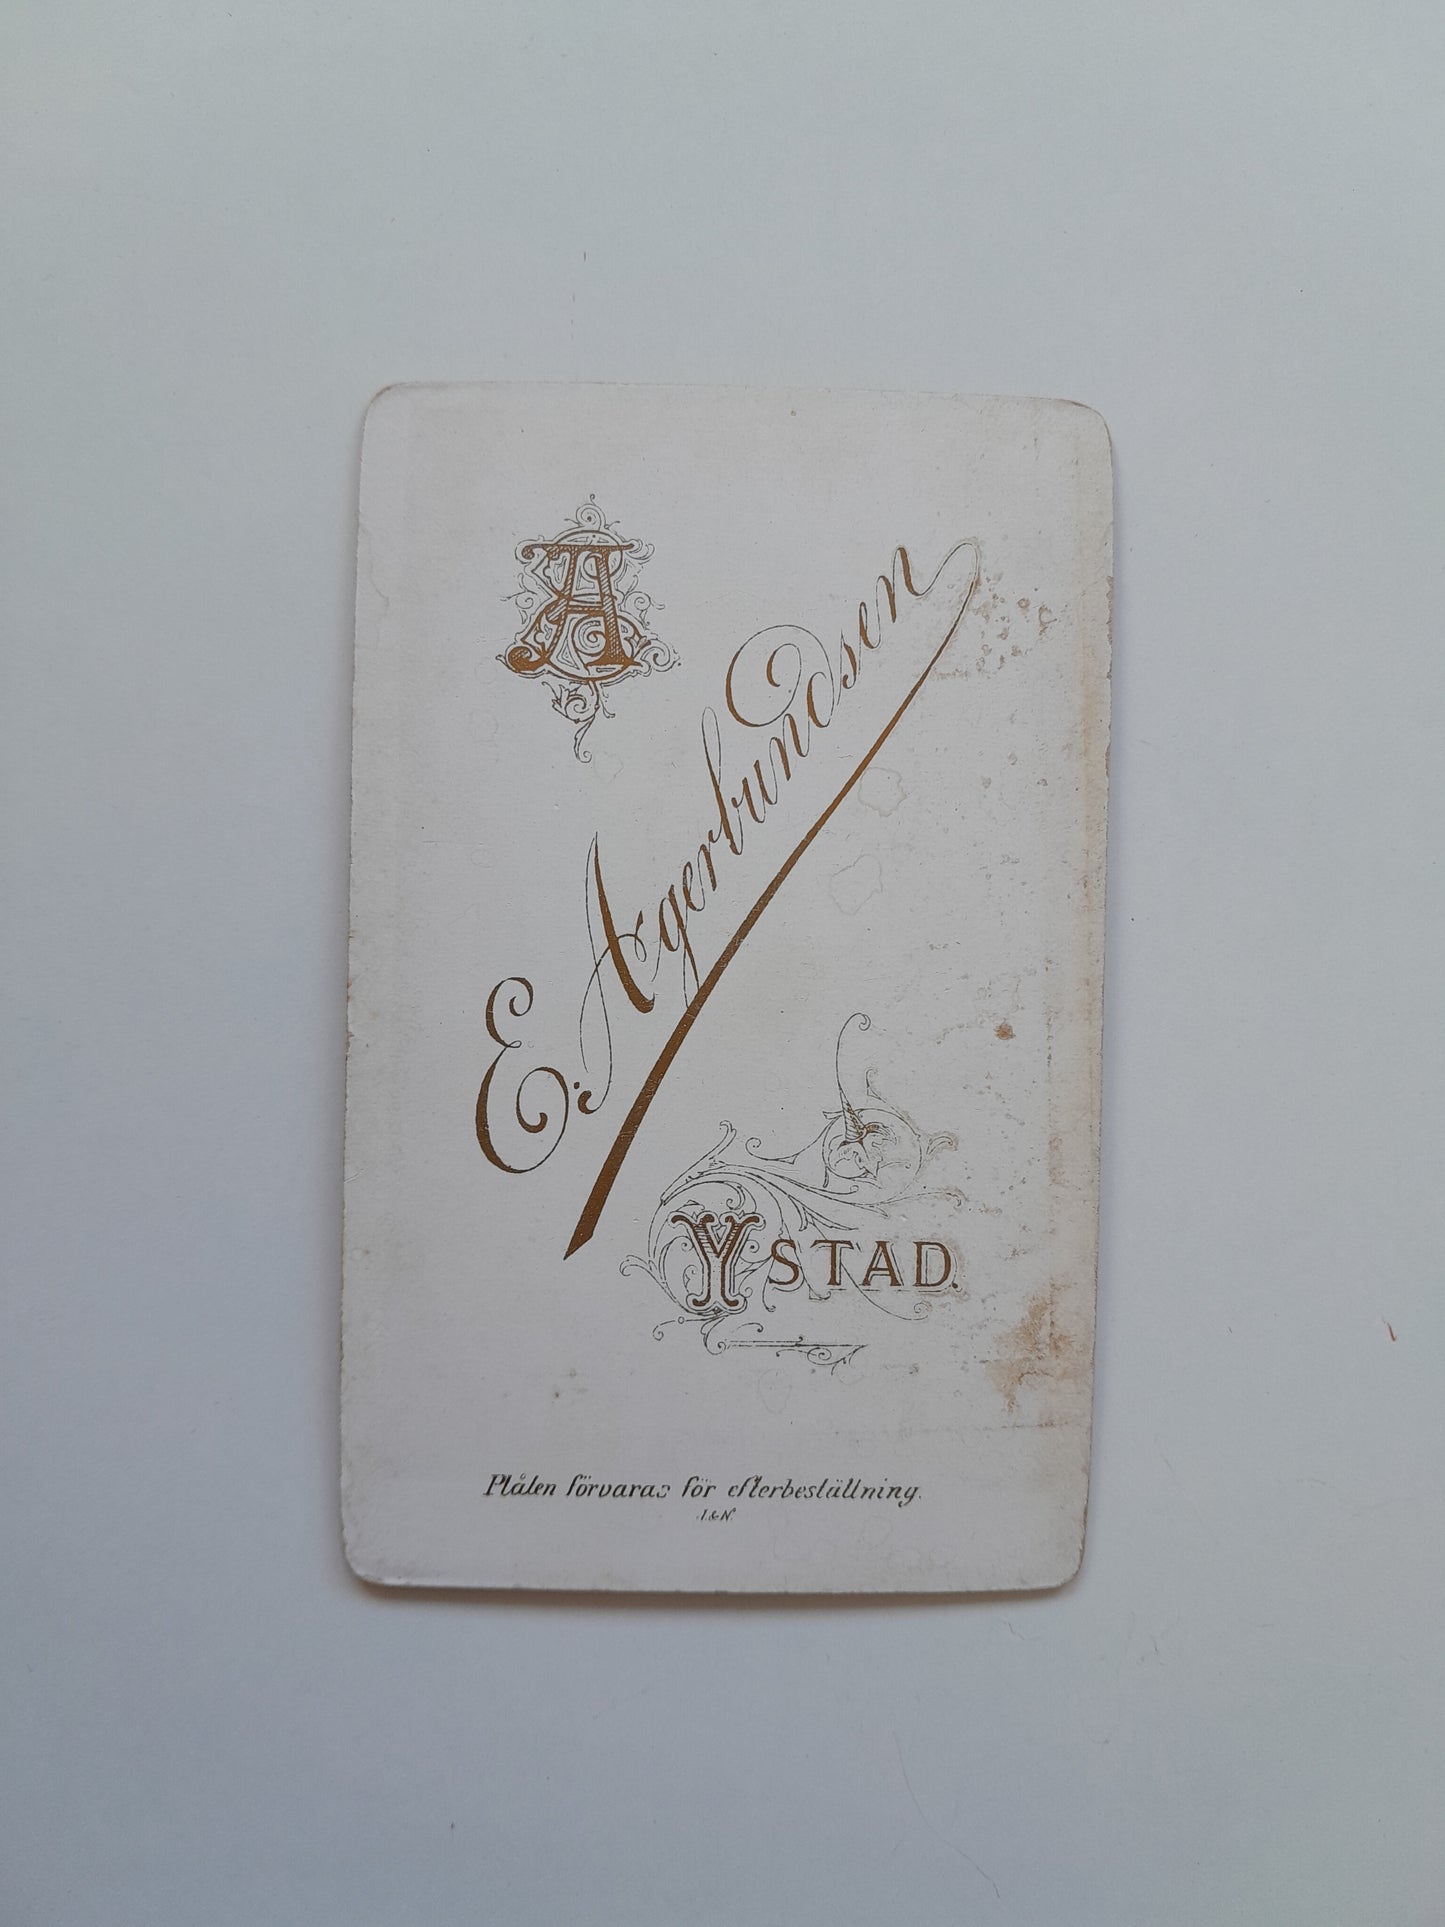 A
E. Agerbundsen
YSTAD.
Plåten förvaras för efterbeställning.
I.&N.